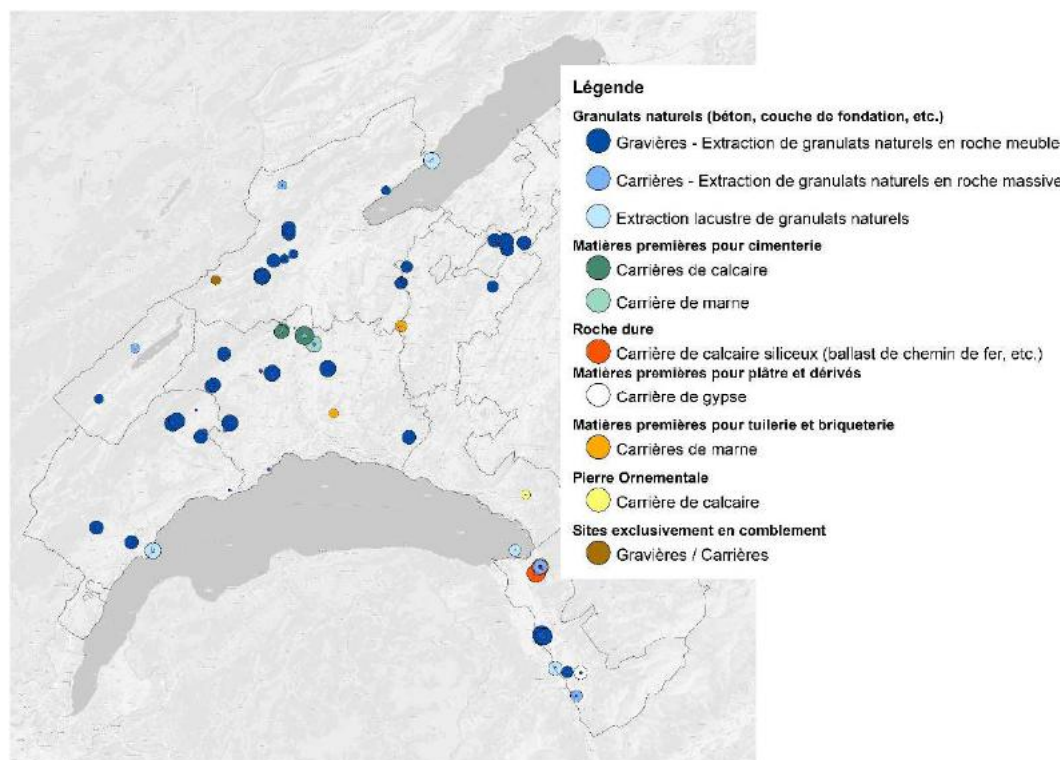 Légende
Granulats naturels (béton, couche de fondation, etc.)
Gravières - Extraction de granulats naturels en roche meuble
Carrières - Extraction de granulats naturels en roche massive
Extraction lacustre de granulats naturels
Matières premières pour cimenterie
Carrières de calcaire
Carrière de marne
Roche dure
Carrière de calcaire siliceux (ballast de chemin de fer, etc.)
Matières premières pour plâtre et dérivés
Carrière de gypse
Matières premières pour tuilerie et briqueterie
Carrières de marne
Pierre Ornementale
Carrière de calcaire
Sites exclusivement en comblement
Gravières / Carrières